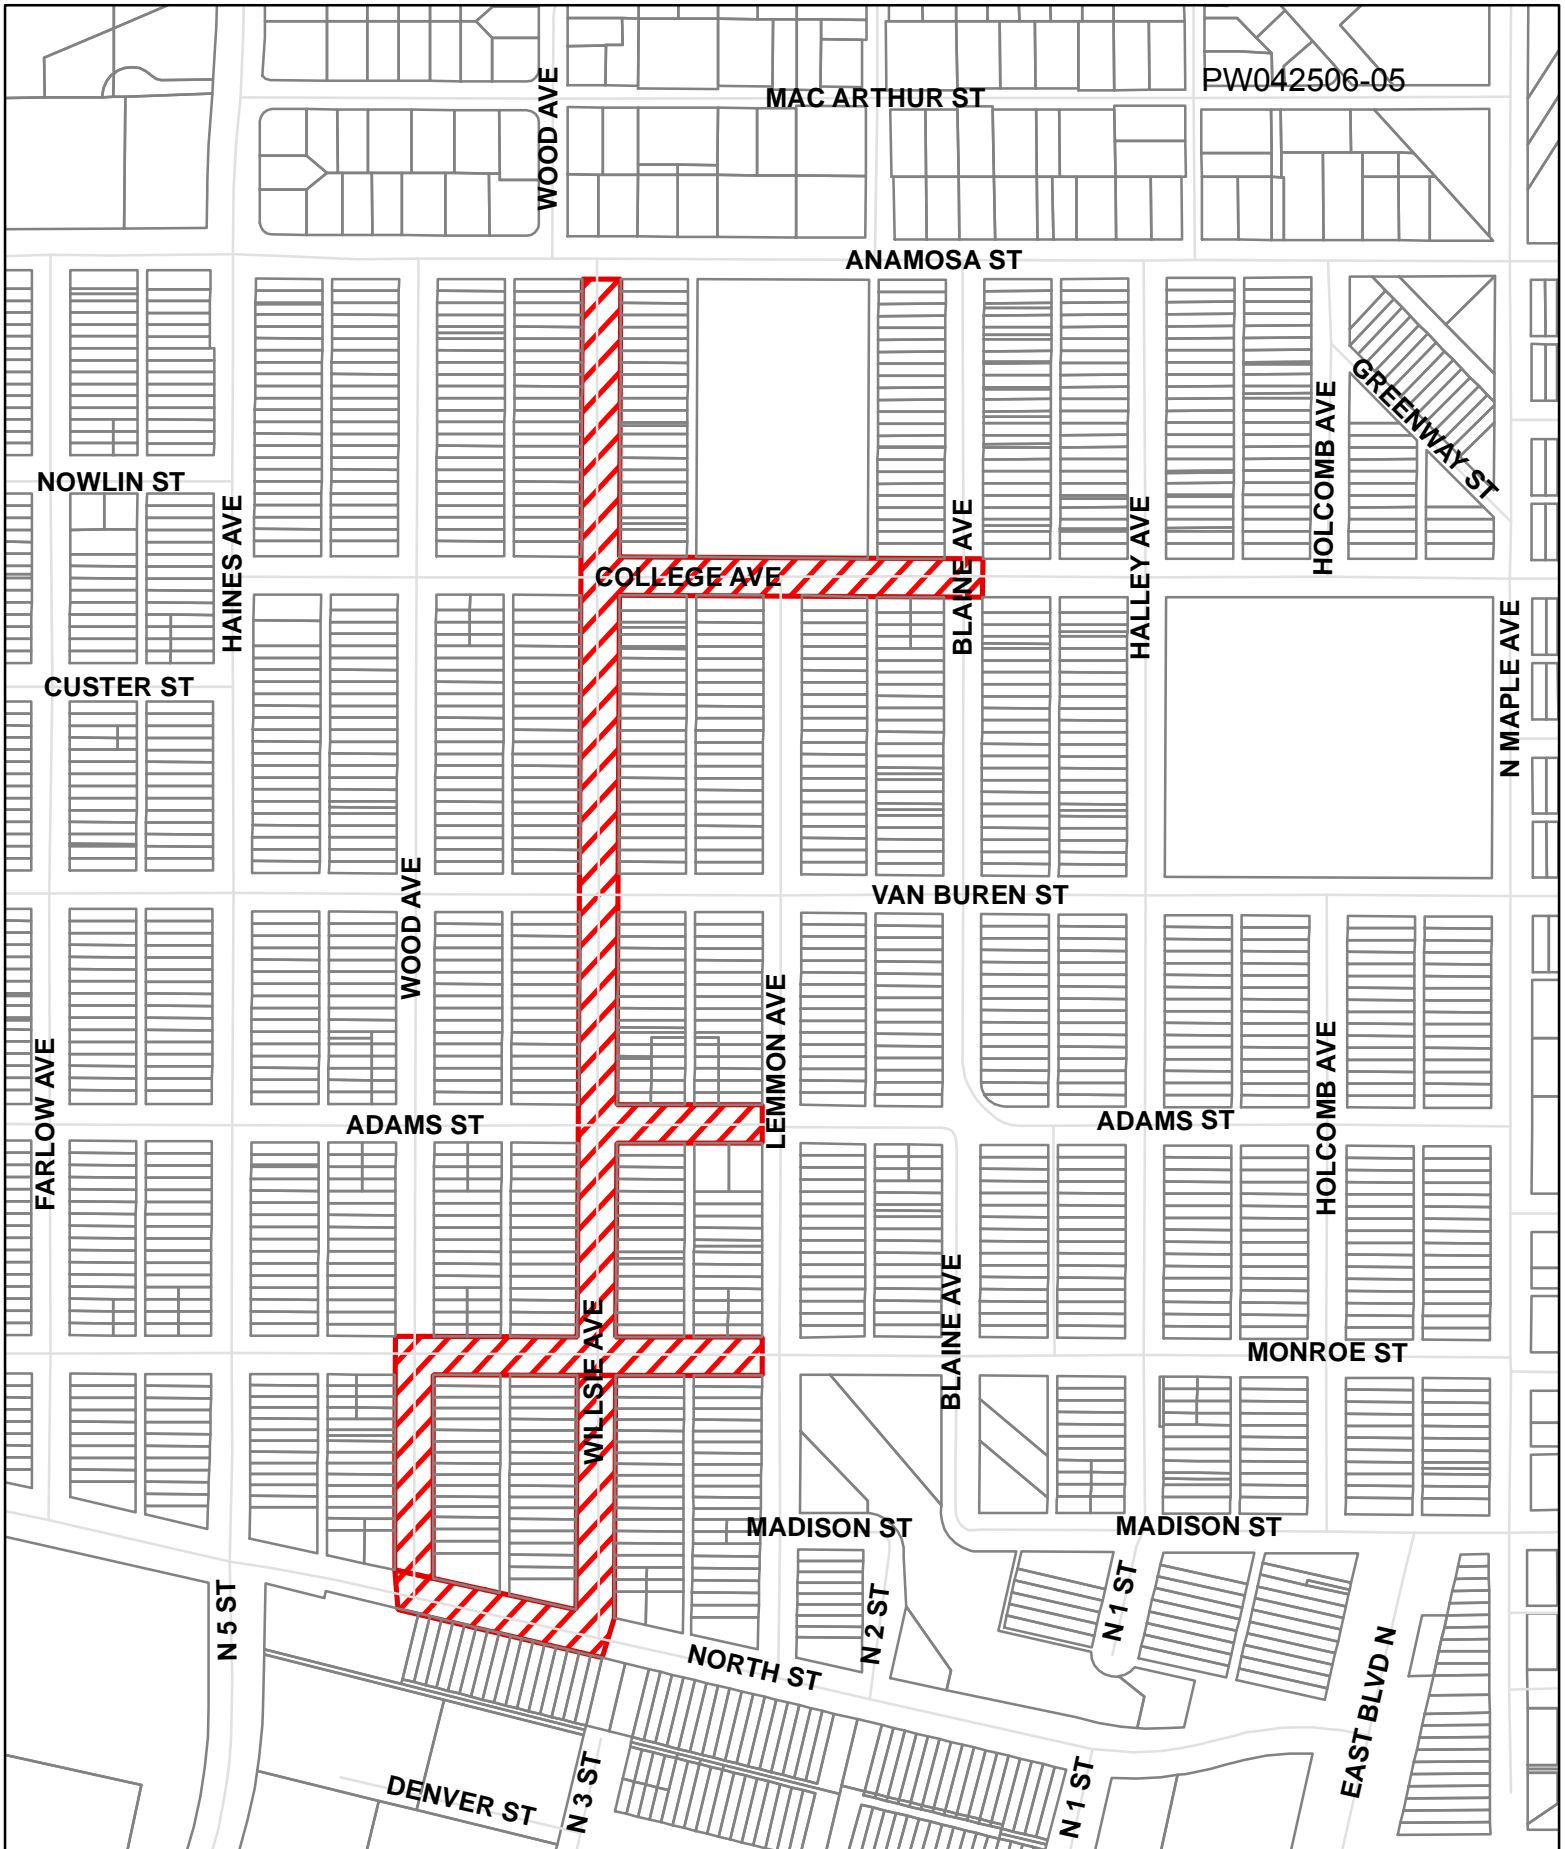 PW042506-05
MAC ARTHUR ST
WOOD AVE
ANAMOSA ST
GREENWAY ST
HOLCOMB AVE
NOWLIN ST
HAINES AVE
BLAINE AVE
HALLEY AVE
COLLEGE AVE
N MAPLE AVE
CUSTER ST
VAN BUREN ST
WOOD AVE
LEMMON AVE
FARLOW AVE
HOLCOMB AVE
ADAMS ST
ADAMS ST
BLAINE AVE
WILLSIE AVE
MONROE ST
MADISON ST
MADISON ST
N 5 ST
N 2 ST
N 1 ST
NORTH ST
EAST BLVD N
DENVER ST
N 3 ST
N 1 ST